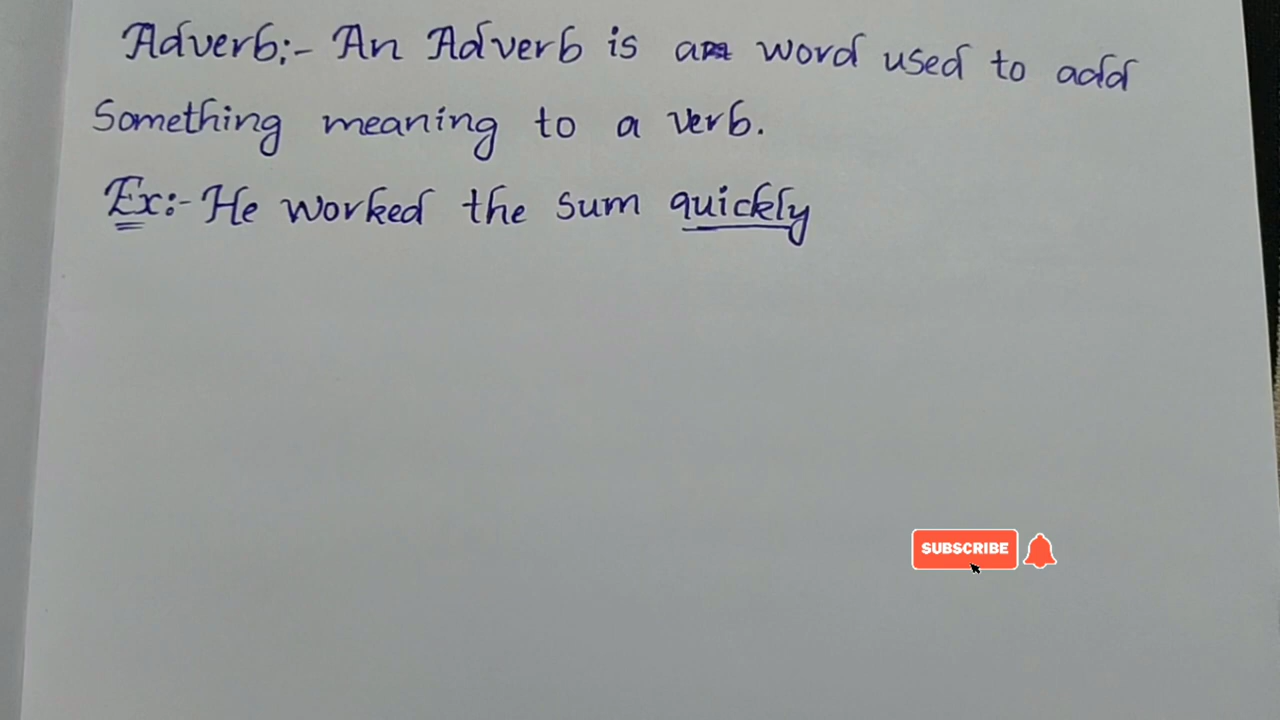 Adverb:- An Adverb is a word used to add
Something meaning to a verb.
Ex:- He worked the sum quickly
SUBSCRIBE